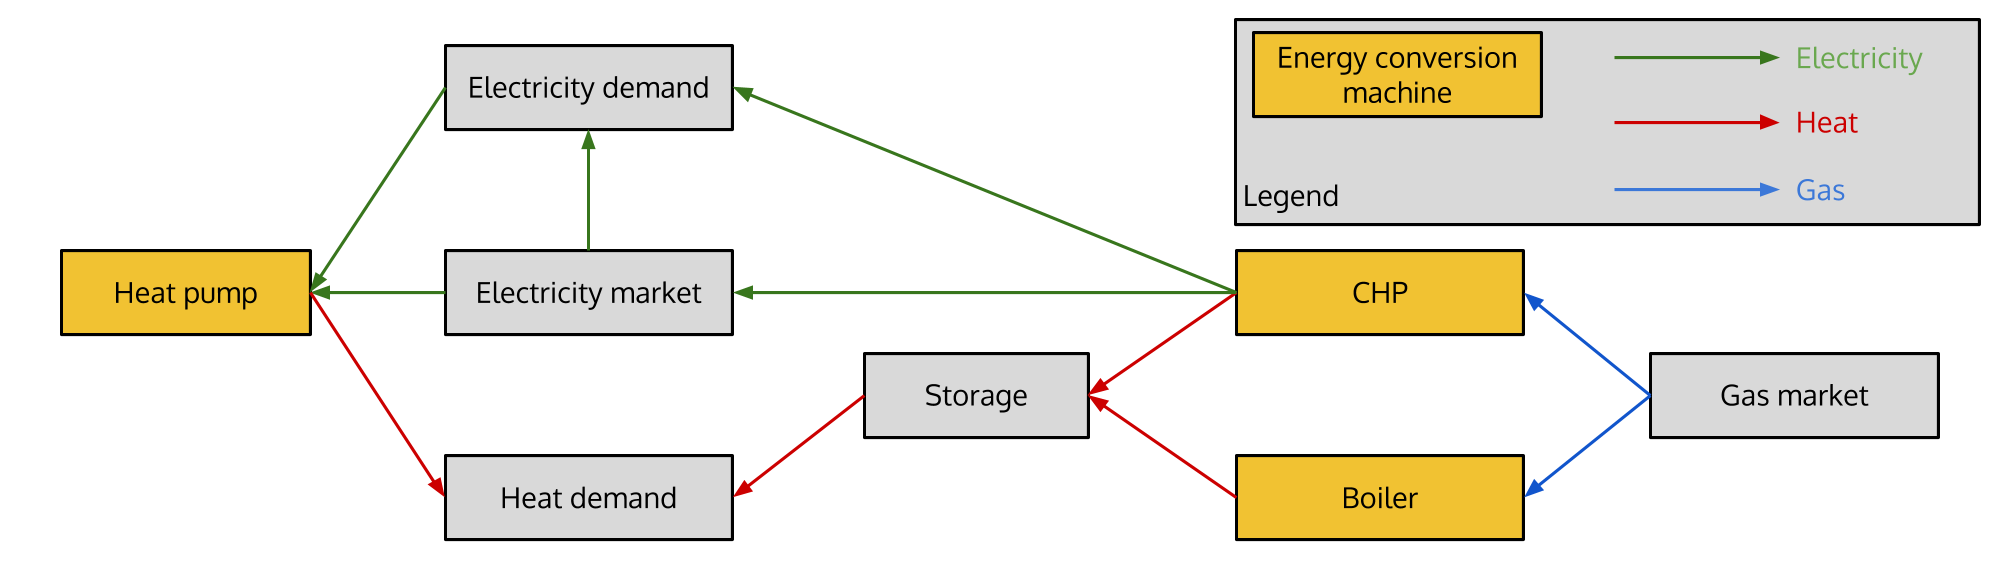 Energy conversion
machine
Electricity
Heat
Gas
Legend
Electricity demand
Heat pump
Electricity market
CHP
Storage
Gas market
Heat demand
Boiler